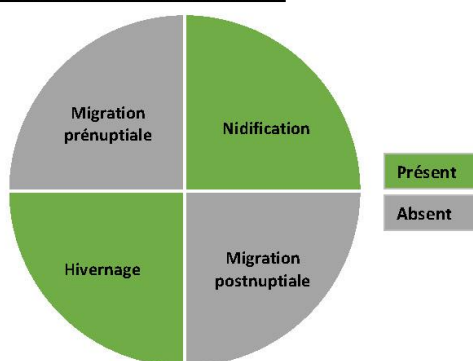 Migration
prénuptiale
Nidification
Présent
Absent
Hivernage
Migration
postnuptiale